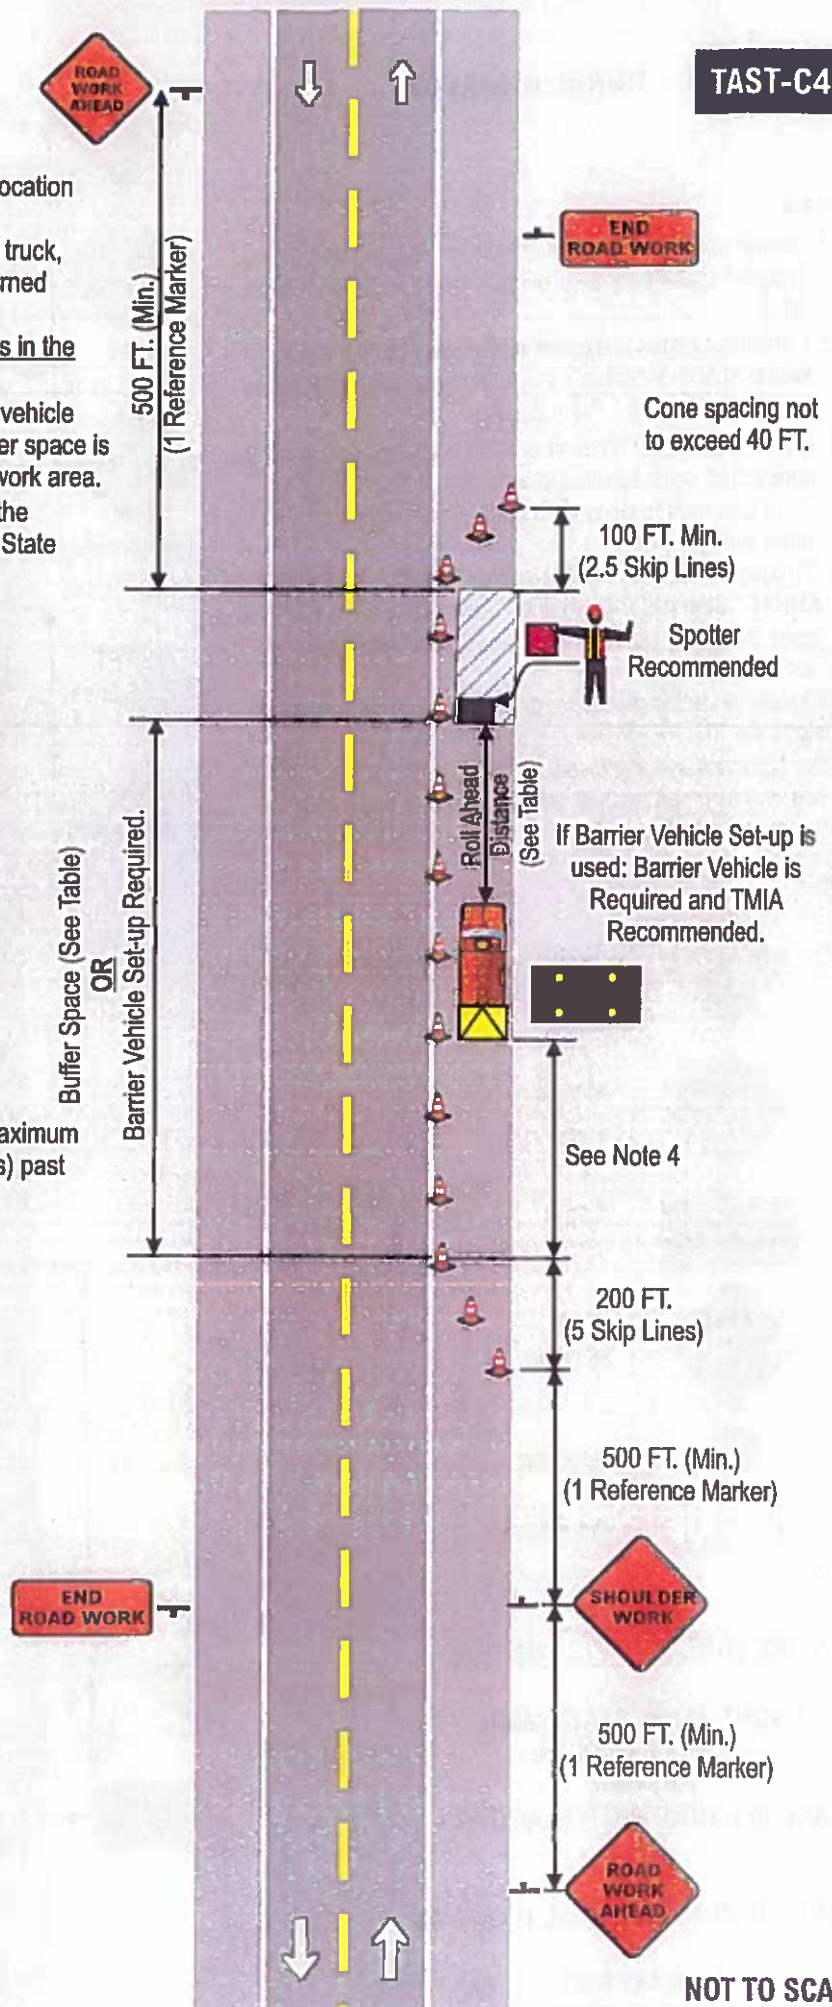 TAST-C4
ROAD
WORK
AHEAD
ocation
truck,
rned
s in the
vehicle
er space is
work area.
the
State
500 FT. (Min.)
(1 Reference Marker)
END
ROAD WORK
Cone spacing not
to exceed 40 FT.
100 FT. Min.
(2.5 Skip Lines)
Spotter
Recommended
Roll Ahead
Distance
(See Table)
If Barrier Vehicle Set-up is
used: Barrier Vehicle is
Required and TMIA
Recommended.
Buffer Space (See Table)
OR
Barrier Vehicle Set-up Required.
aximum
s) past
See Note 4
200 FT.
(5 Skip Lines)
500 FT. (Min.)
(1 Reference Marker)
END
ROAD WORK
SHOULDER
WORK
500 FT. (Min.)
(1 Reference Marker)
ROAD
WORK
AHEAD
NOT TO SCA